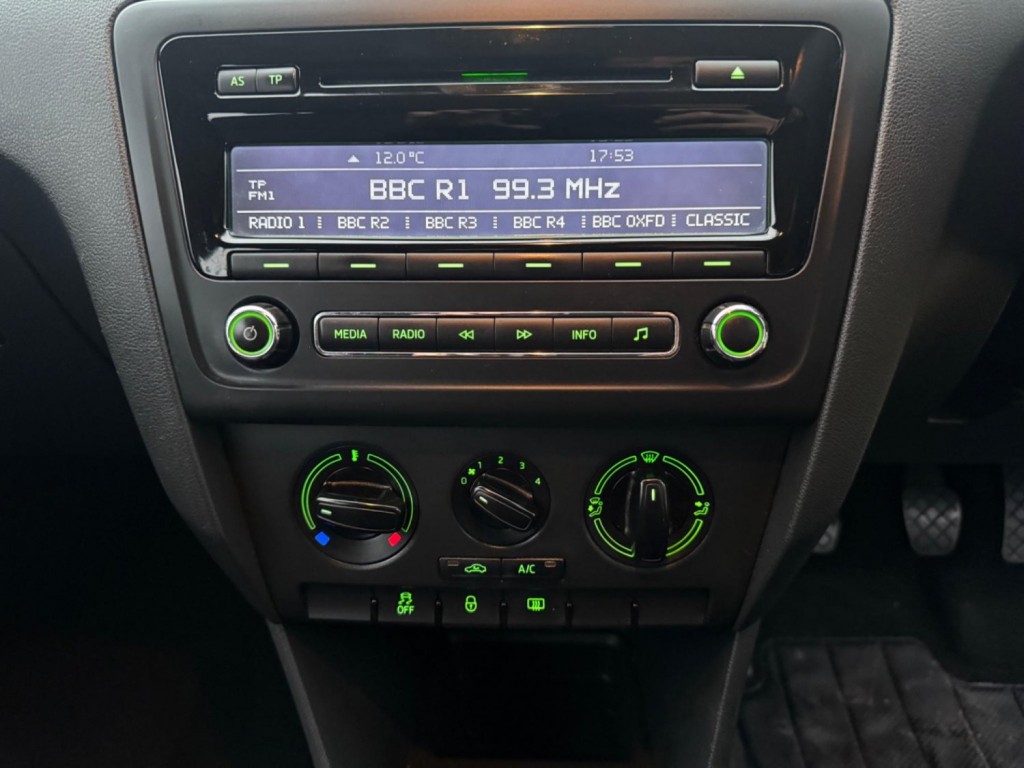 AS TP
12.0°C 17:53
TP
FM1
BBC R1 99.3 MHz
RADIO 1 BBC R2 BBC R3 BBC R4 BBC OXFD CLASSIC
MEDIA RADIO INFO
0 1 2 3 4
A/C
OFF